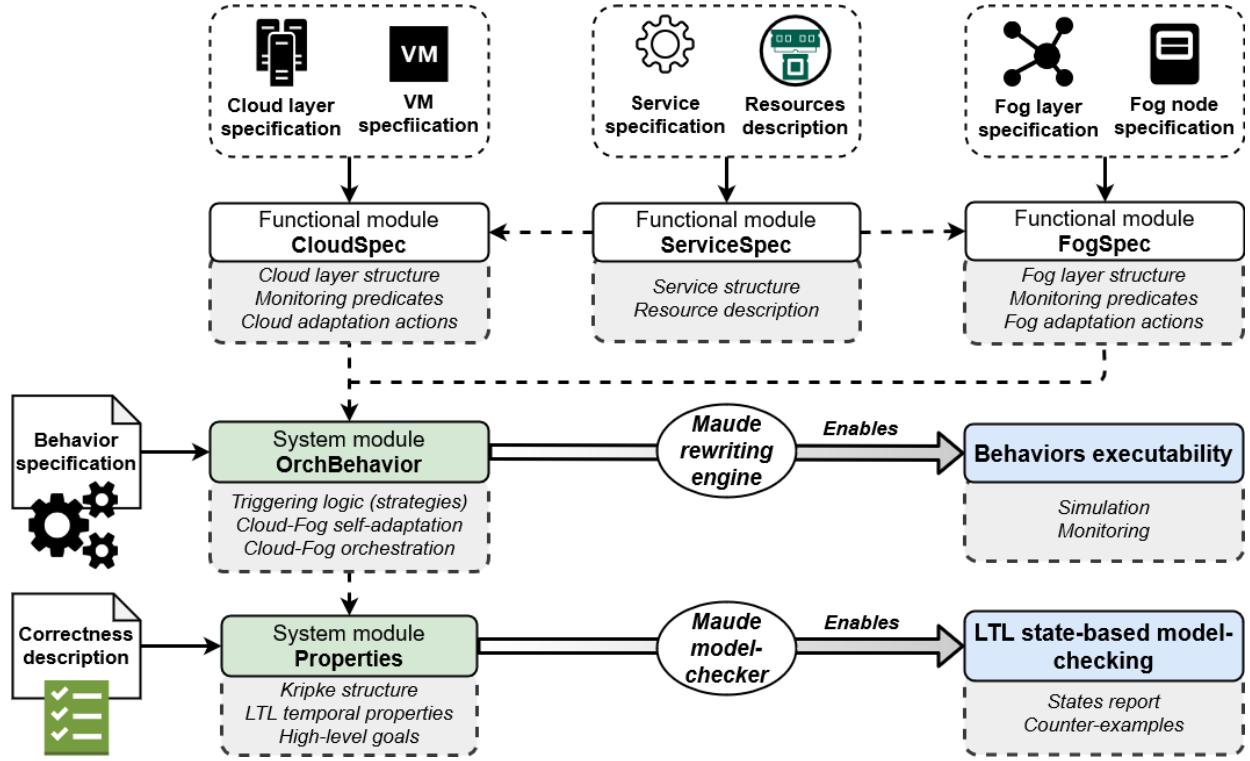 Cloud layer
specification
VM
VM
specfiication
Service
specification
Resources
description
Fog layer
specification
Fog node
specification
Functional module
CloudSpec
Cloud layer structure
Monitoring predicates
Cloud adaptation actions
Functional module
ServiceSpec
Service structure
Resource description
Functional module
FogSpec
Fog layer structure
Monitoring predicates
Fog adaptation actions
Behavior
specification
System module
OrchBehavior
Triggering logic (strategies)
Cloud-Fog self-adaptation
Cloud-Fog orchestration
Maude
rewriting
engine
Enables
Behaviors executability
Simulation
Monitoring
Correctness
description
System module
Properties
Kripke structure
LTL temporal properties
High-level goals
Maude
model-
checker
Enables
LTL state-based model-
checking
States report
Counter-examples